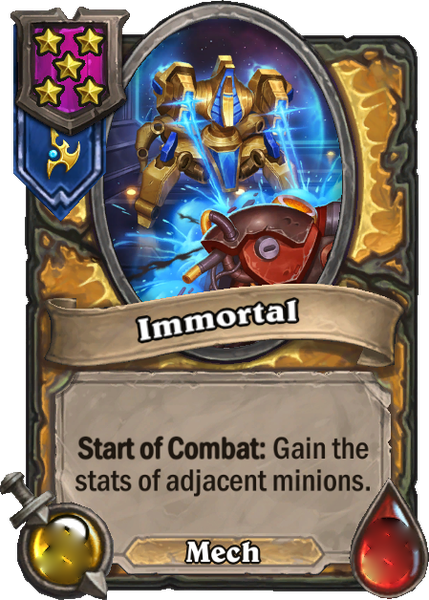 Immortal
Start of Combat: Gain the
stats of adjacent minions.
Mech